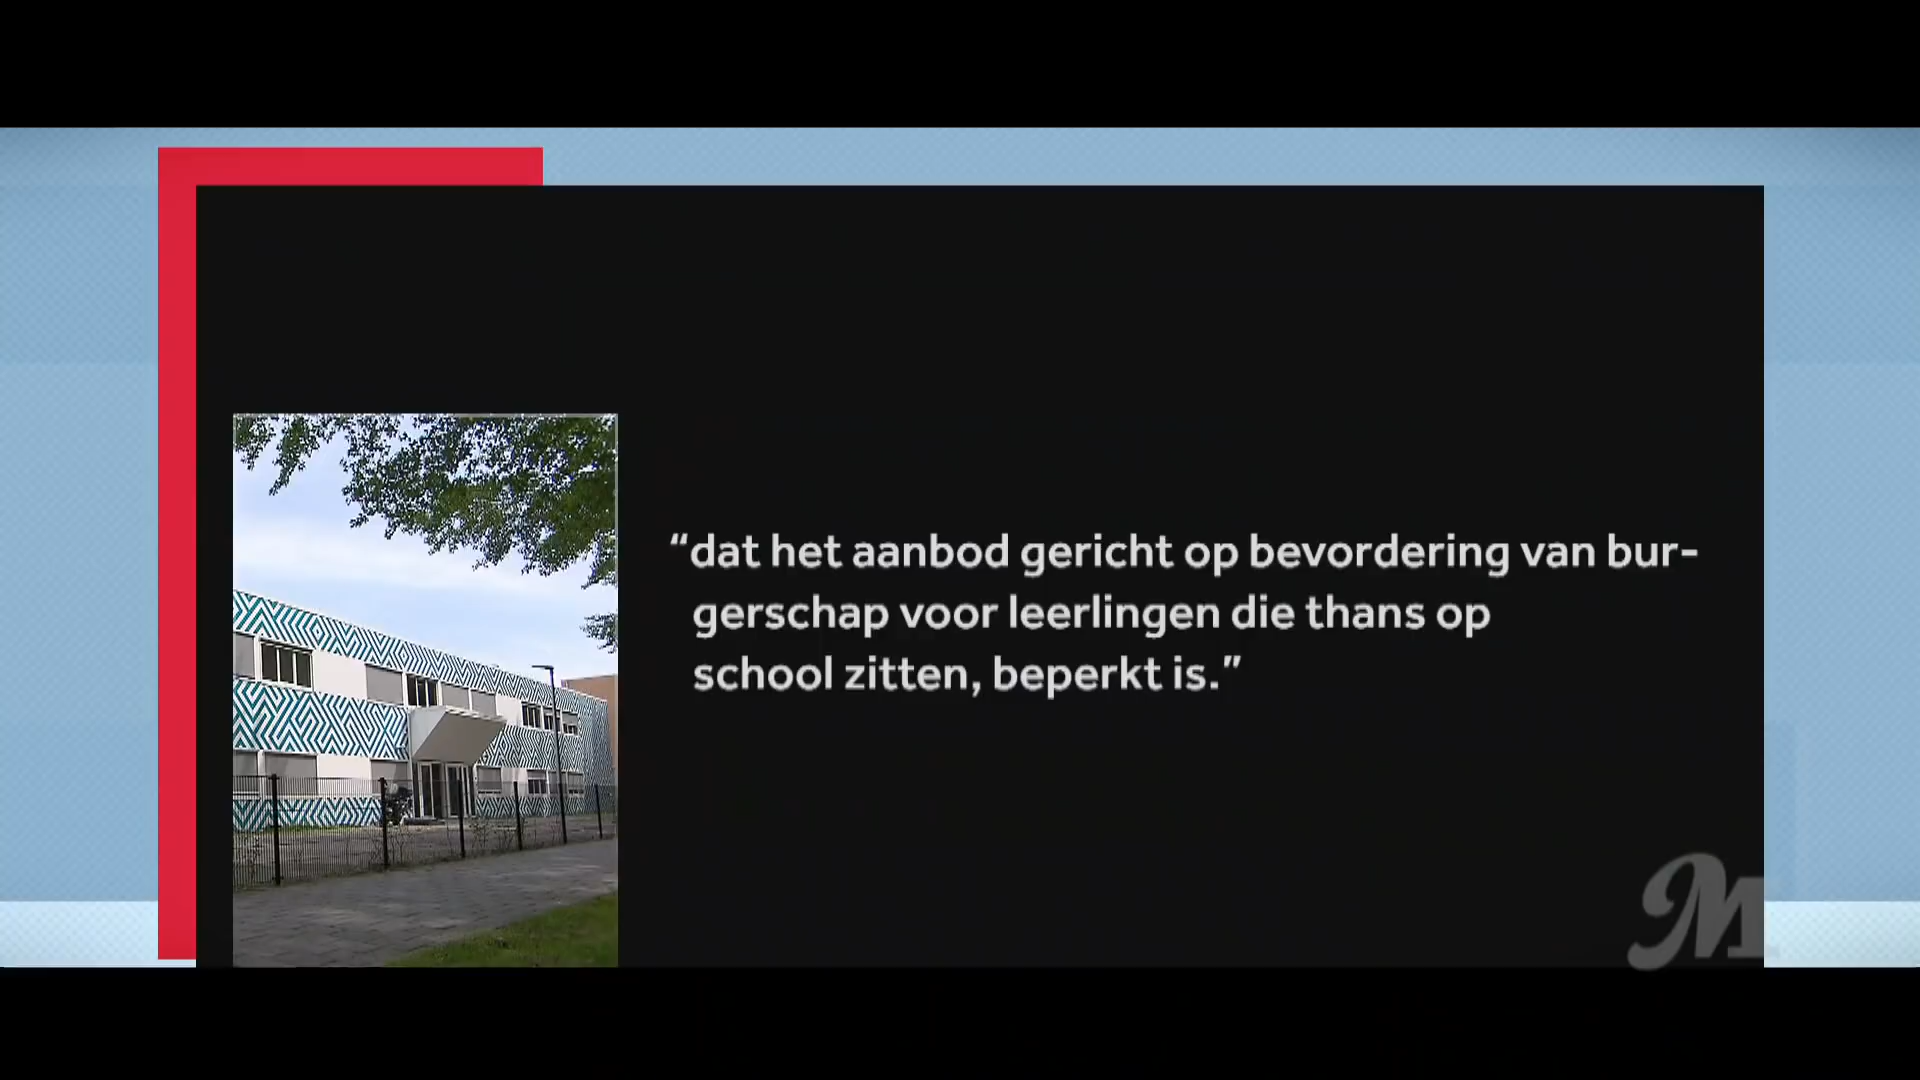 “dat het aanbod gericht op bevordering van bur-
gerschap voor leerlingen die thans op
school zitten, beperkt is.”
M